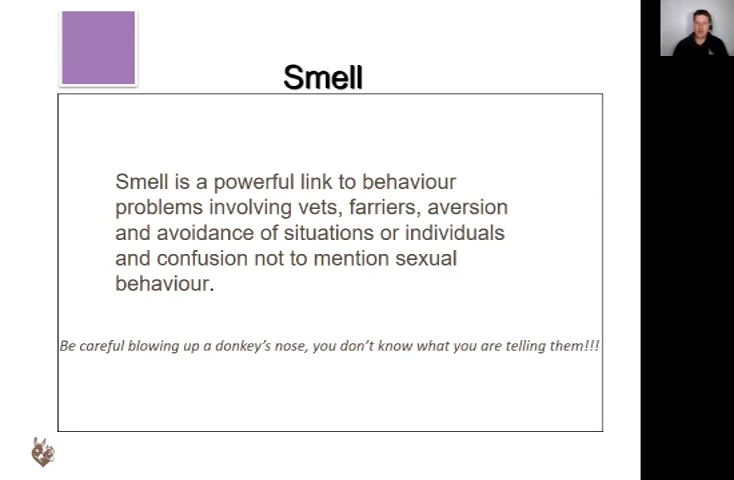 Smell
Smell is a powerful link to behaviour
problems involving vets, farriers, aversion
and avoidance of situations or individuals
and confusion not to mention sexual
behaviour.
Be careful blowing up a donkey's nose, you don't know what you are telling them!!!